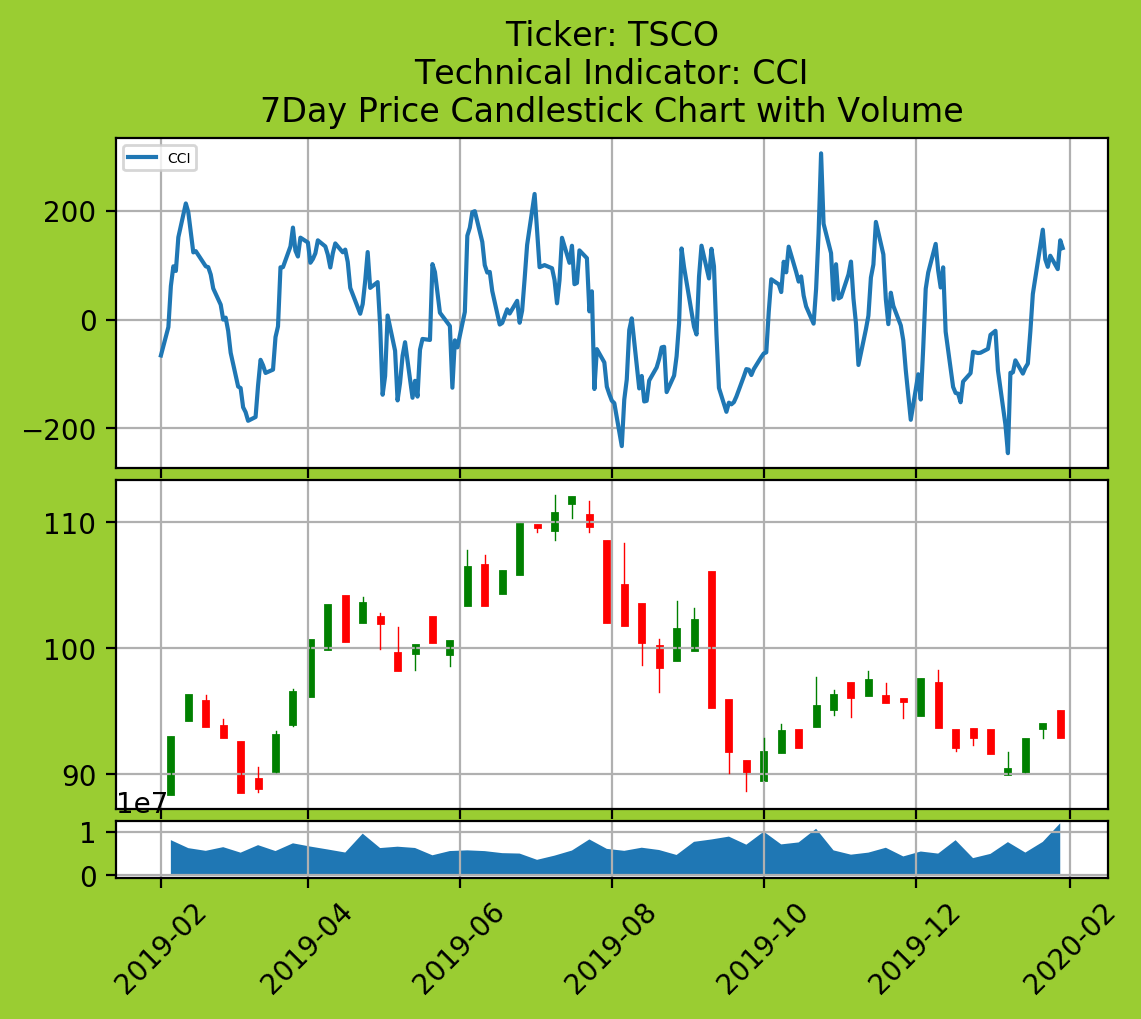 Ticker: TSCO
Technical Indicator: CCI
7Day Price Candlestick Chart with Volume
CCI
200
0
−200
110
100
90
1e7
1
0
2019-02 2019-04 2019-06 2019-08 2019-10 2019-12 2020-02